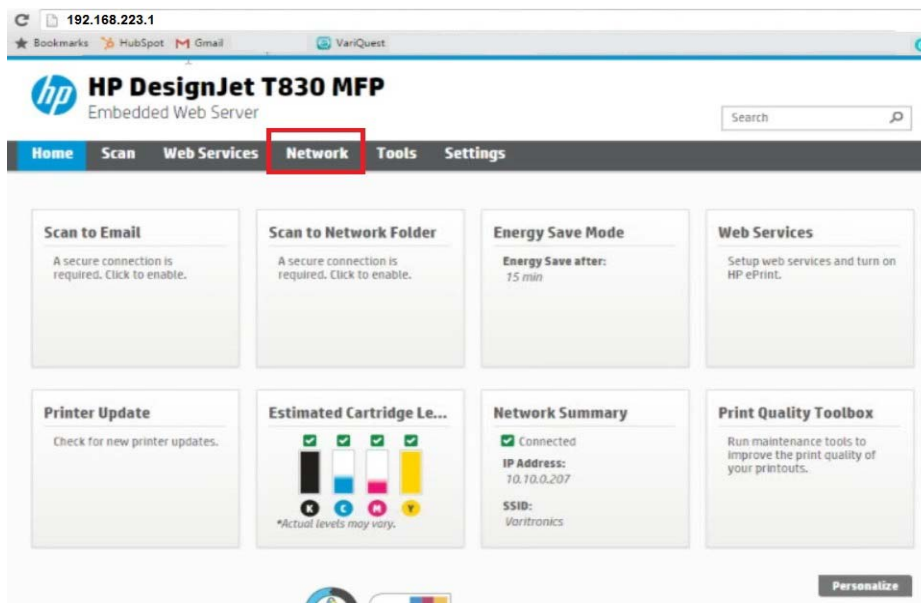 192.168.223.1
Bookmarks HubSpot Gmail VariQuest
hp
HP DesignJet T830 MFP
Embedded Web Server
Search
Home Scan Web Services Network Tools Settings
Scan to Email
A secure connection is
required. Click to enable.
Scan to Network Folder
A secure connection is
required. Click to enable.
Energy Save Mode
Energy Save after:
15 min
Web Services
Setup web services and turn on
HP ePrint.
Printer Update
Check for new printer updates.
Estimated Cartridge Le...
K C M Y
*Actual levels may vary.
Network Summary
Connected
IP Address:
10.10.0.207
SSID:
Varitronics
Print Quality Toolbox
Run maintenance tools to
improve the print quality of
your printouts.
Personalize